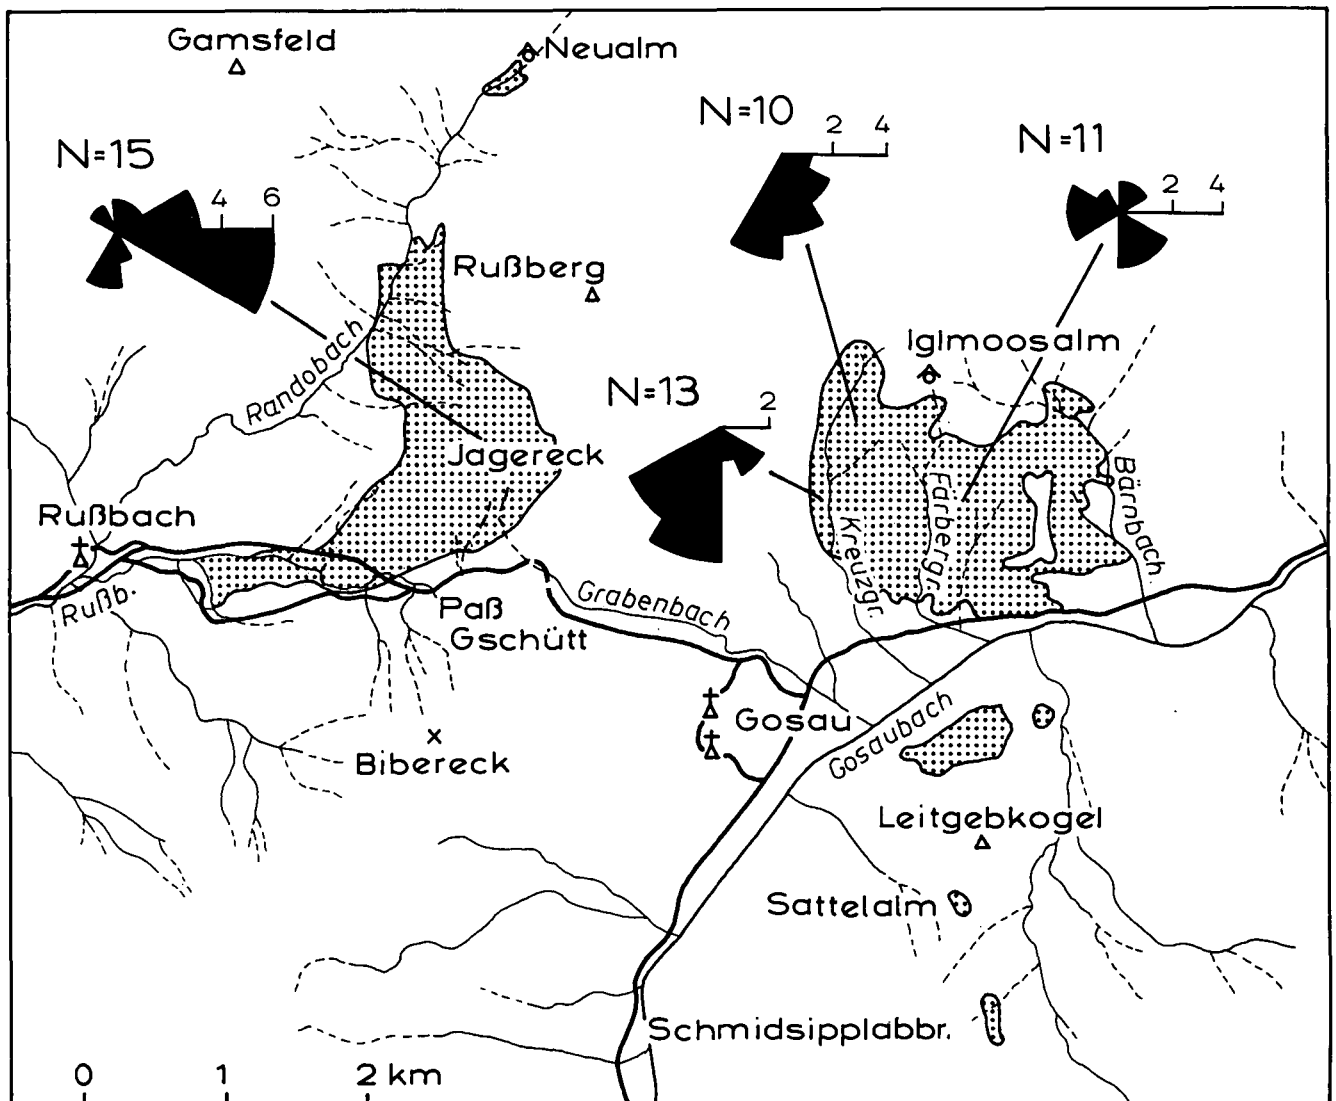 Gamsfeld
Neualm
N=15
4 6
N=10
2 4
N=11
2 4
Rußberg
Iglmoosalm
Randobach
N=13
2
Jagereck
Bärnbach
Färbergr.
Kreuzgr.
Rußbach
Rußb.
Paß
Gschütt
Grabenbach
Gosau
Gosaubach
Bibereck
Leitgebkogel
Sattelalm
Schmidsipplabbr.
0 1 2 km